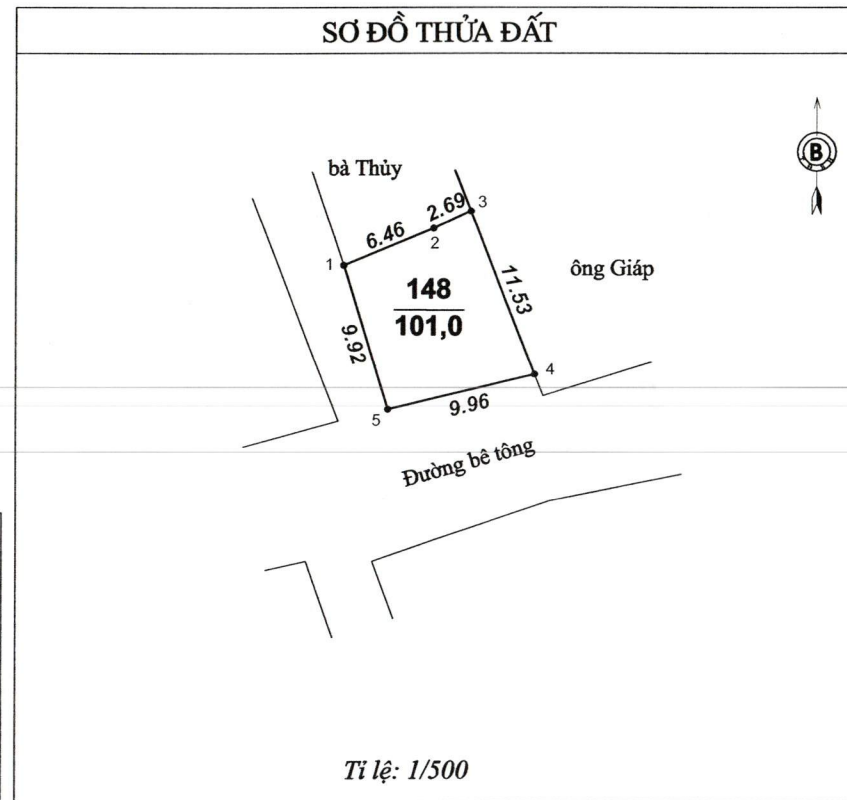 SƠ ĐỒ THỬA ĐẤT
B
bà Thủy
2.69
3
6.46
2
1
ông Giáp
11.53
148
101,0
9.92
4
9.96
5
Đường bê tông
Tỉ lệ: 1/500